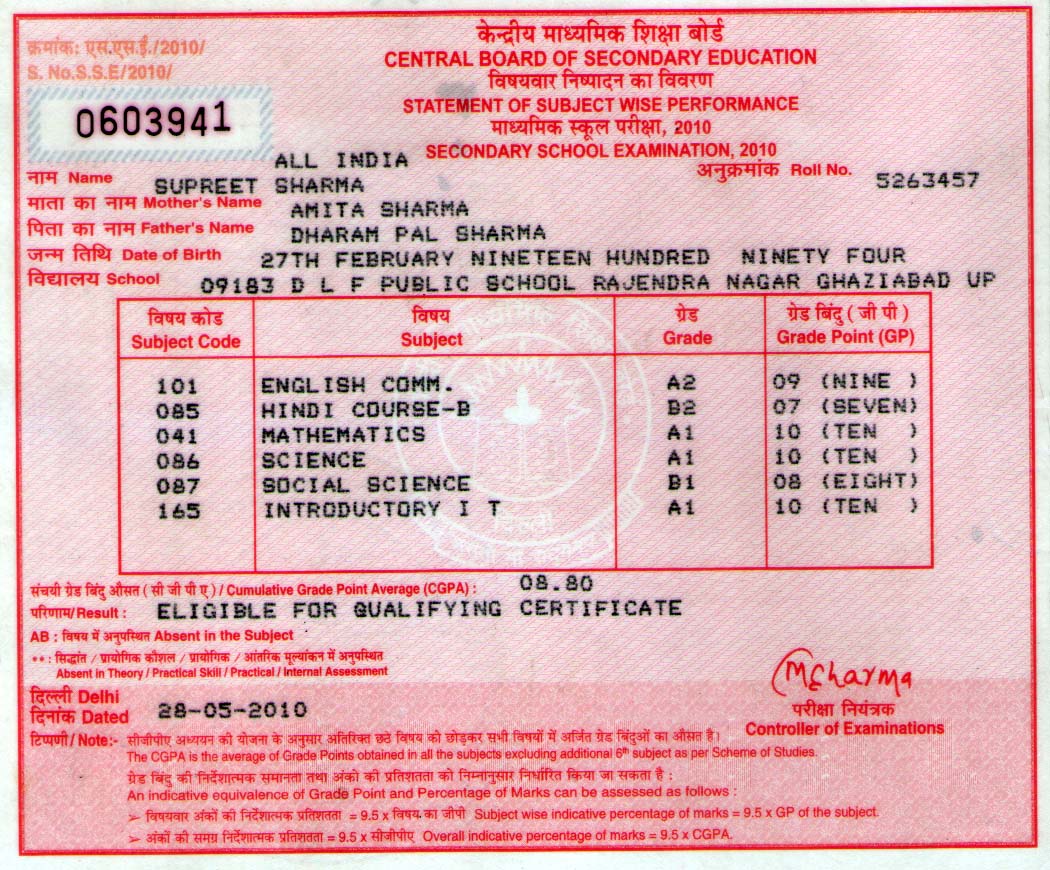 क्रमांक: एस.एस.ई./2010/
S. No.S.S.E/2010/
0603941
केन्द्रीय माध्यमिक शिक्षा बोर्ड
CENTRAL BOARD OF SECONDARY EDUCATION
विषयवार निष्पादन का विवरण
STATEMENT OF SUBJECT WISE PERFORMANCE
माध्यमिक स्कूल परीक्षा, 2010
SECONDARY SCHOOL EXAMINATION, 2010
ALL INDIA
अनुक्रमांक Roll No. 5263457
नाम Name SUPREET SHARMA
माता का नाम Mother's Name AMITA SHARMA
पिता का नाम Father's Name DHARAM PAL SHARMA
जन्म तिथि Date of Birth 27TH FEBRUARY NINETEEN HUNDRED NINETY FOUR
विद्यालय School 09183 D L F PUBLIC SCHOOL RAJENDRA NAGAR GHAZIABAD UP
विषय कोड विषय ग्रेड ग्रेड बिंदु ( जी पी )
Subject Code Subject Grade Grade Point (GP)
101 ENGLISH COMM. A2 09 (NINE )
085 HINDI COURSE-B B2 07 (SEVEN)
041 MATHEMATICS A1 10 (TEN )
086 SCIENCE A1 10 (TEN )
087 SOCIAL SCIENCE B1 08 (EIGHT)
165 INTRODUCTORY I T A1 10 (TEN )
दिल्ली
संचयी ग्रेड बिंदु औसत ( सी जी पी ए ) / Cumulative Grade Point Average (CGPA) : 08.80
परिणाम/Result : ELIGIBLE FOR QUALIFYING CERTIFICATE
AB : विषय में अनुपस्थित Absent in the Subject
** : सिद्धांत / प्रायोगिक कौशल / प्रायोगिक / आंतरिक मूल्यांकन में अनुपस्थित
Absent in Theory / Practical Skill / Practical / Internal Assessment
दिल्ली Delhi
दिनांक Dated 28-05-2010
MSharma
परीक्षा नियंत्रक
Controller of Examinations
टिप्पणी / Note:- सीजीपीए अध्ययन की योजना के अनुसार अतिरिक्त छठे विषय को छोड़कर सभी विषयों में अर्जित ग्रेड बिंदुओं का औसत है।
The CGPA is the average of Grade Points obtained in all the subjects excluding additional 6th subject as per Scheme of Studies.
ग्रेड बिंदु की निर्देशात्मक समानता तथा अंकों की प्रतिशतता को निम्नानुसार निर्धारित किया जा सकता है :
An indicative equivalence of Grade Point and Percentage of Marks can be assessed as follows :
➢ विषयवार अंकों की निर्देशात्मक प्रतिशतता = 9.5 x विषय का जीपी Subject wise indicative percentage of marks = 9.5 x GP of the subject.
➢ अंकों की समग्र निर्देशात्मक प्रतिशतता = 9.5 x सीजीपीए Overall indicative percentage of marks = 9.5 x CGPA.